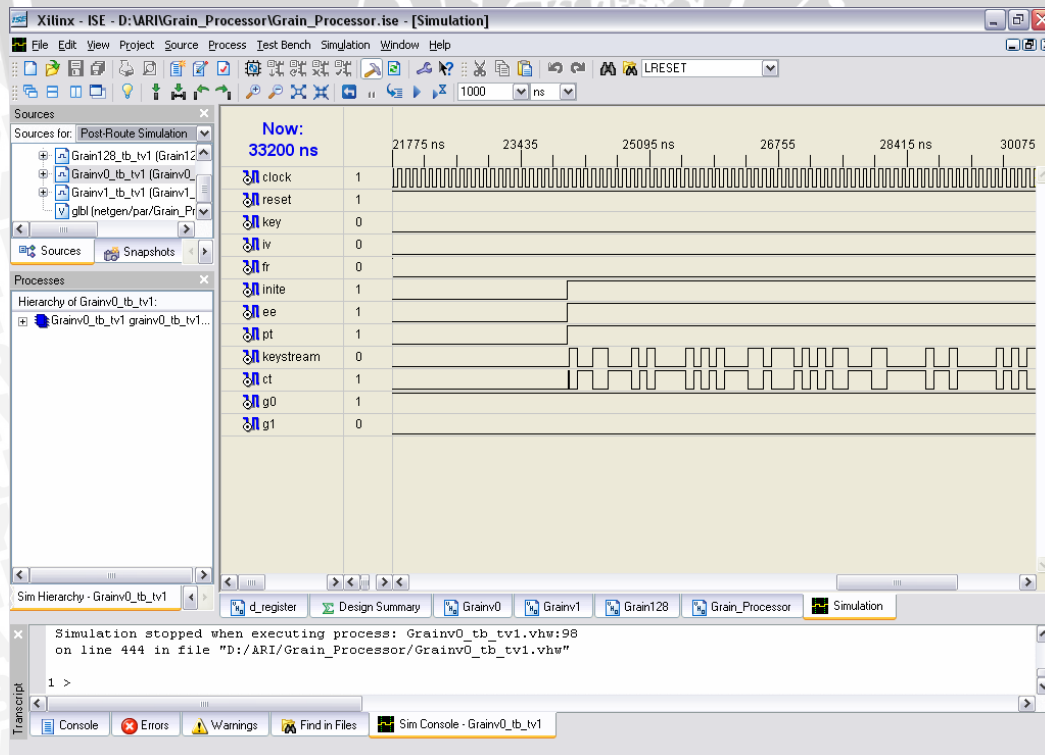 Xilinx - ISE - D:\ARI\Grain_Processor\Grain_Processor.ise - [Simulation]
File Edit View Project Source Process Test Bench Simulation Window Help
LRESET
1000 ns
Sources
Sources for: Post-Route Simulation
Grain128_tb_tv1 (Grain12
Grainv0_tb_tv1 (Grainv0_
Grainv1_tb_tv1 (Grainv1_
glbl (netgen/par/Grain_Pr
Sources Snapshots
Processes
Hierarchy of Grainv0_tb_tv1:
Grainv0_tb_tv1 grainv0_tb_tv1...
Sim Hierarchy - Grainv0_tb_tv1
Now:
33200 ns
21775 ns 23435 25095 ns 26755 28415 ns 30075
clock 1
reset 1
key 0
iv 0
fr 0
inite 1
ee 1
pt 1
keystream 0
ct 1
g0 1
g1 0
d_register Design Summary Grainv0 Grainv1 Grain128 Grain_Processor Simulation
Simulation stopped when executing process: Grainv0_tb_tv1.vhw:98
on line 444 in file "D:/ARI/Grain_Processor/Grainv0_tb_tv1.vhw"
1 >
Transcript
Console Errors Warnings Find in Files Sim Console - Grainv0_tb_tv1